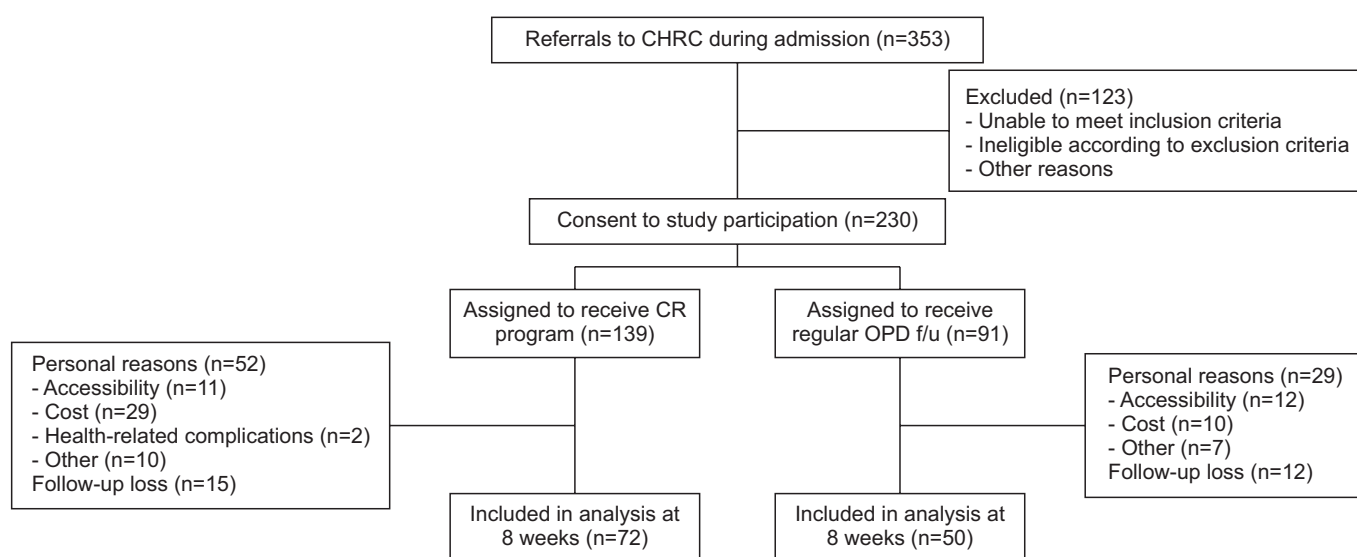 Referrals to CHRC during admission (n=353)
Excluded (n=123)
- Unable to meet inclusion criteria
- Ineligible according to exclusion criteria
- Other reasons
Consent to study participation (n=230)
Assigned to receive CR
program (n=139)
Assigned to receive
regular OPD f/u (n=91)
Personal reasons (n=52)
- Accessibility (n=11)
- Cost (n=29)
- Health-related complications (n=2)
- Other (n=10)
Follow-up loss (n=15)
Personal reasons (n=29)
- Accessibility (n=12)
- Cost (n=10)
- Other (n=7)
Follow-up loss (n=12)
Included in analysis at
8 weeks (n=72)
Included in analysis at
8 weeks (n=50)